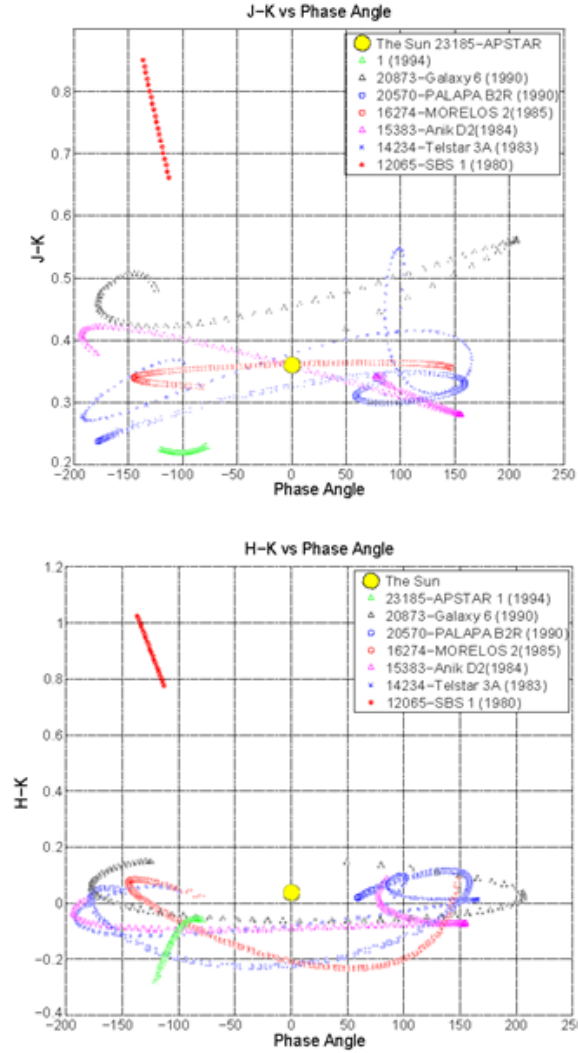 J-K vs Phase Angle
The Sun 23185-APSTAR
1 (1994)
20873-Galaxy 6 (1990)
20570-PALAPA B2R (1990)
16274-MORELOS 2(1985)
15383-Anik D2(1984)
14234-Telstar 3A (1983)
12065-SBS 1 (1980)
0.8
0.7
0.6
0.5
0.4
0.3
0.2
J-K
-200 -150 -100 -50 0 50 100 150 200 250
Phase Angle
H-K vs Phase Angle
The Sun
23185-APSTAR 1 (1994)
20873-Galaxy 6 (1990)
20570-PALAPA B2R (1990)
16274-MORELOS 2(1985)
15383-Anik D2(1984)
14234-Telstar 3A (1983)
12065-SBS 1 (1980)
1.2
1
0.8
0.6
0.4
0.2
0
-0.2
-0.4
H-K
-200 -150 -100 -50 0 50 100 150 200 250
Phase Angle